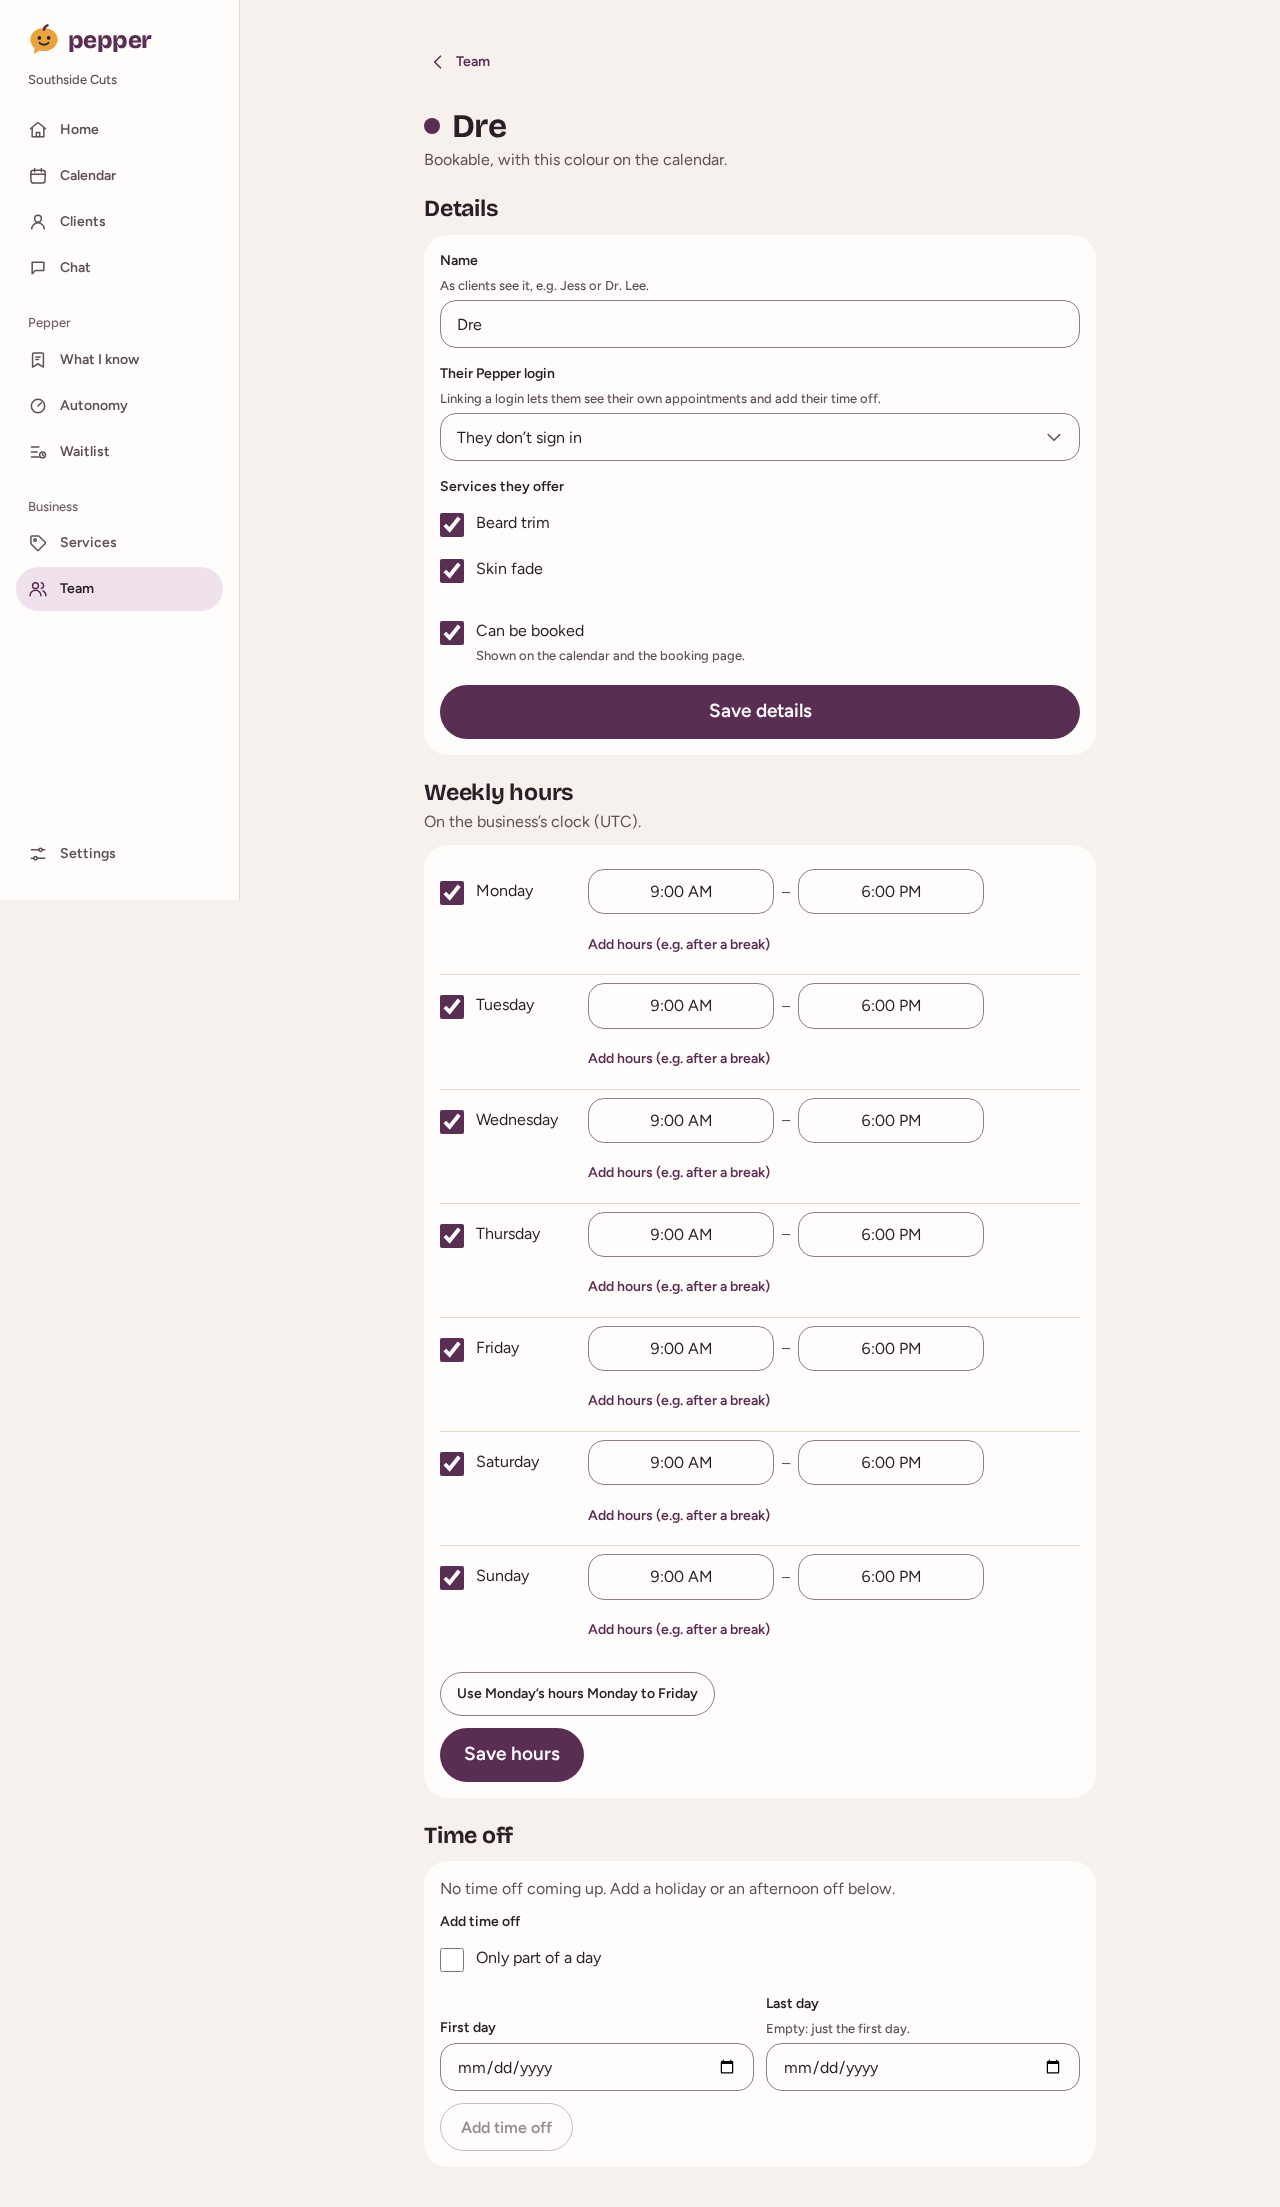 pepper
Southside Cuts
Home
Calendar
Clients
Chat
Pepper
What I know
Autonomy
Waitlist
Business
Services
Team
Settings
Team
Dre
Bookable, with this colour on the calendar.
Details
Name
As clients see it, e.g. Jess or Dr. Lee.
Dre
Their Pepper login
Linking a login lets them see their own appointments and add their time off.
They don’t sign in
Services they offer
Beard trim
Skin fade
Can be booked
Shown on the calendar and the booking page.
Save details
Weekly hours
On the business’s clock (UTC).
Monday 9:00 AM – 6:00 PM
Add hours (e.g. after a break)
Tuesday 9:00 AM – 6:00 PM
Add hours (e.g. after a break)
Wednesday 9:00 AM – 6:00 PM
Add hours (e.g. after a break)
Thursday 9:00 AM – 6:00 PM
Add hours (e.g. after a break)
Friday 9:00 AM – 6:00 PM
Add hours (e.g. after a break)
Saturday 9:00 AM – 6:00 PM
Add hours (e.g. after a break)
Sunday 9:00 AM – 6:00 PM
Add hours (e.g. after a break)
Use Monday’s hours Monday to Friday
Save hours
Time off
No time off coming up. Add a holiday or an afternoon off below.
Add time off
Only part of a day
First day
mm/dd/yyyy
Last day
Empty: just the first day.
mm/dd/yyyy
Add time off